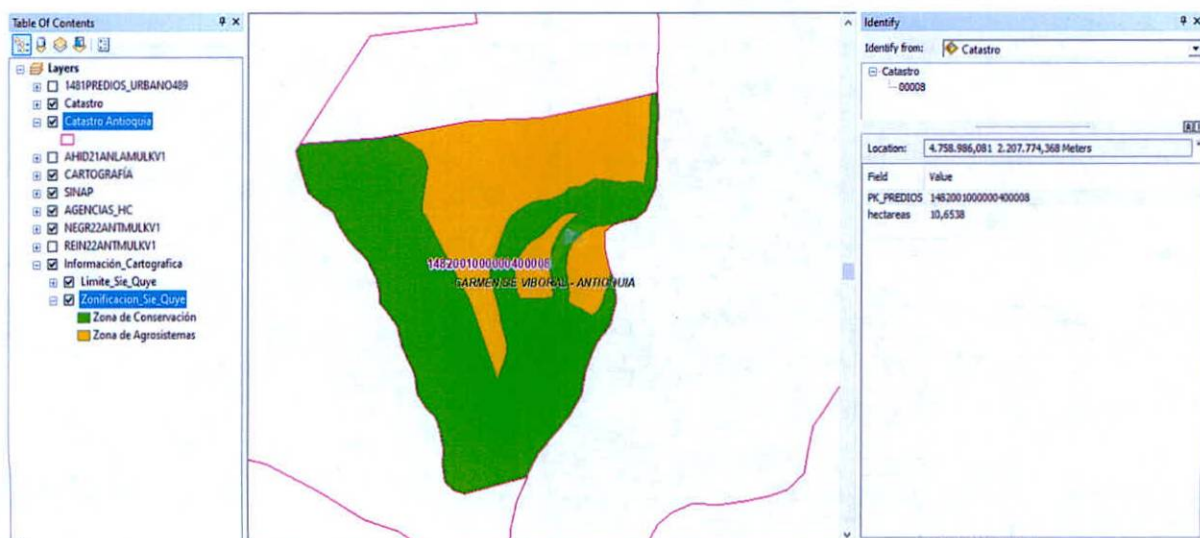 Table Of Contents
Layers
1481PREDIOS_URBANO489
Catastro
Catastro Antioquia
AHID21ANLAMULKV1
CARTOGRAFÍA
SINAP
AGENCIAS_HC
NEGR22ANTMULKV1
REIN22ANTMULKV1
Información_Cartografica
Limite_Sie_Quye
Zonificacion_Sie_Quye
Zona de Conservación
Zona de Agrosistemas
1482001000000400008
CARMEN DE VIBORAL - ANTIOQUIA
Identify
Identify from: Catastro
Catastro
00008
Location: 4.758.986,081 2.207.774,368 Meters
Field Value
PK_PREDIOS 1482001000000400008
hectareas 10,6538